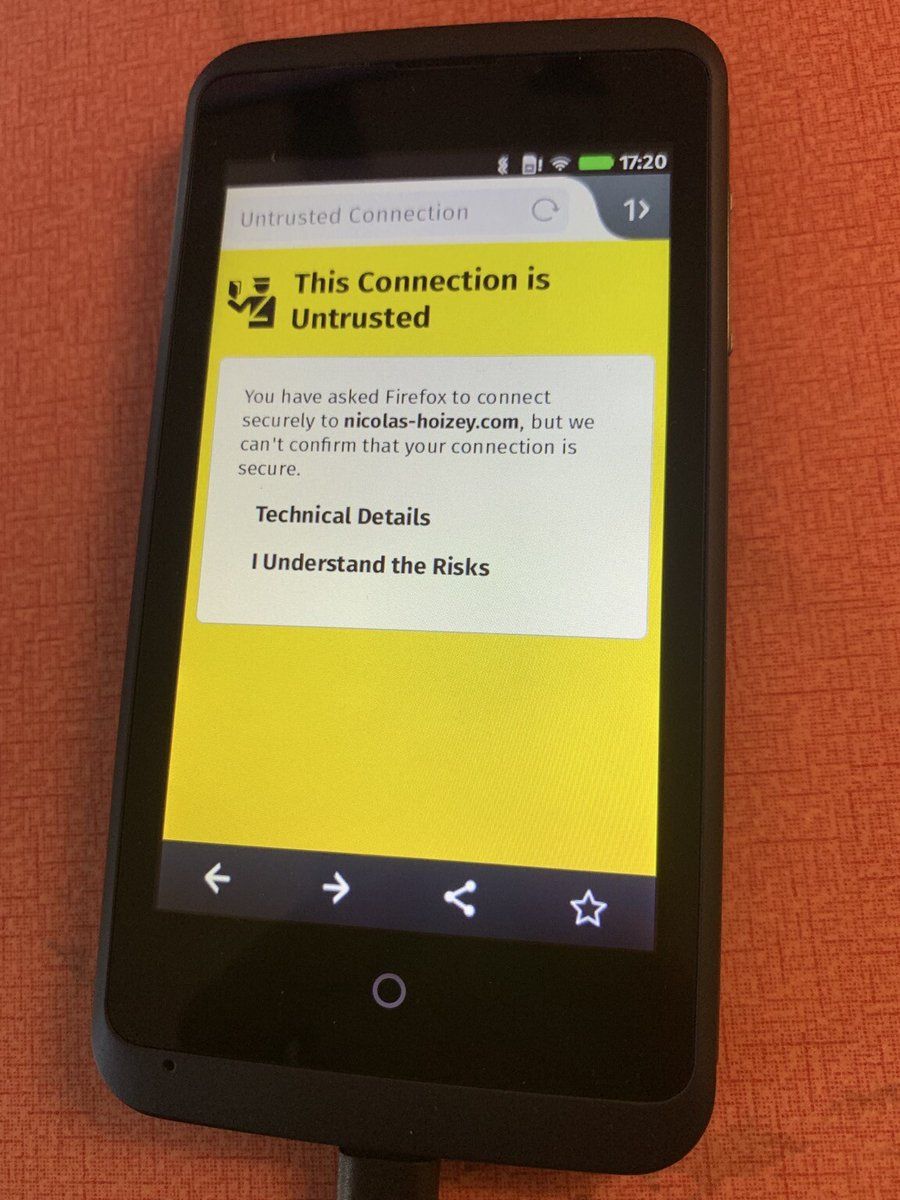 17:20
Untrusted Connection
1>
This Connection is
Untrusted
You have asked Firefox to connect
securely to nicolas-hoizey.com, but we
can't confirm that your connection is
secure.
Technical Details
I Understand the Risks